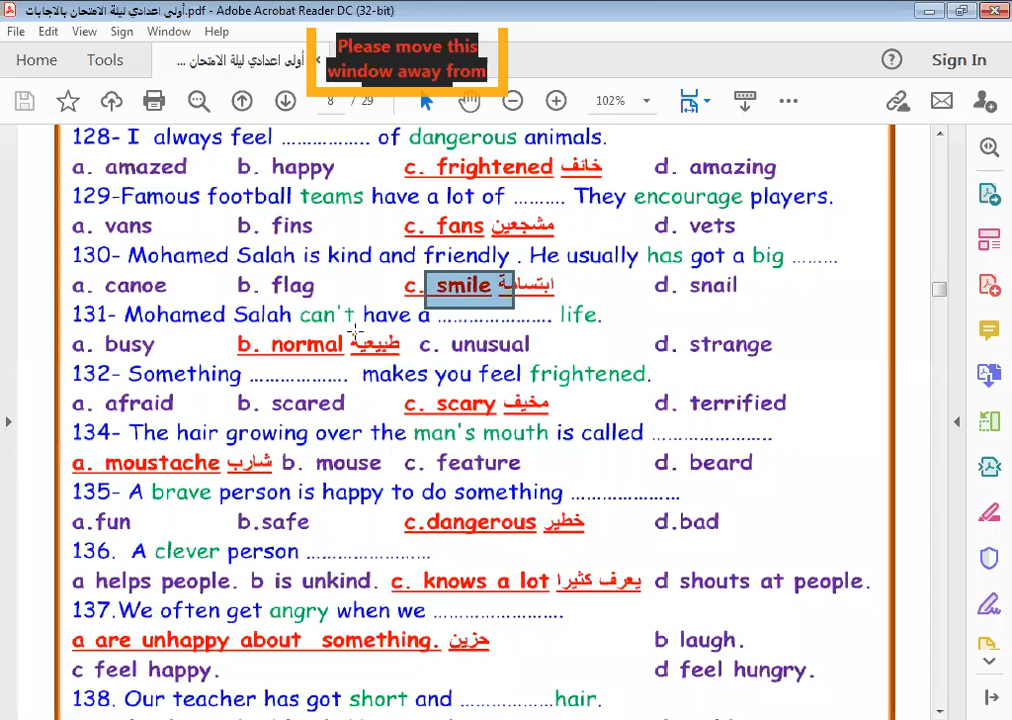 أولى اعدادي ليلة الامتحان بالاجابات.pdf - Adobe Acrobat Reader DC (32-bit)
File Edit View Sign Window Help
Home Tools أولى اعدادي ليلة الامتحان ... × Sign In
Please move this
window away from
8 / 29 102%
128- I always feel ................. of dangerous animals.
a. amazed b. happy c. frightened خائف d. amazing
129-Famous football teams have a lot of .......... They encourage players.
a. vans b. fins c. fans مشجعين d. vets
130- Mohamed Salah is kind and friendly . He usually has got a big .........
a. canoe b. flag c. smile ابتسامة d. snail
131- Mohamed Salah can't have a ...................... life.
a. busy b. normal طبيعية c. unusual d. strange
132- Something ................... makes you feel frightened.
a. afraid b. scared c. scary مخيف d. terrified
134- The hair growing over the man's mouth is called .......................
a. moustache شارب b. mouse c. feature d. beard
135- A brave person is happy to do something .....................
a.fun b.safe c.dangerous خطير d.bad
136. A clever person ........................
a helps people. b is unkind. c. knows a lot يعرف كثيرا d shouts at people.
137.We often get angry when we .........................
a are unhappy about something. حزين b laugh.
c feel happy. d feel hungry.
138. Our teacher has got short and ..................hair.